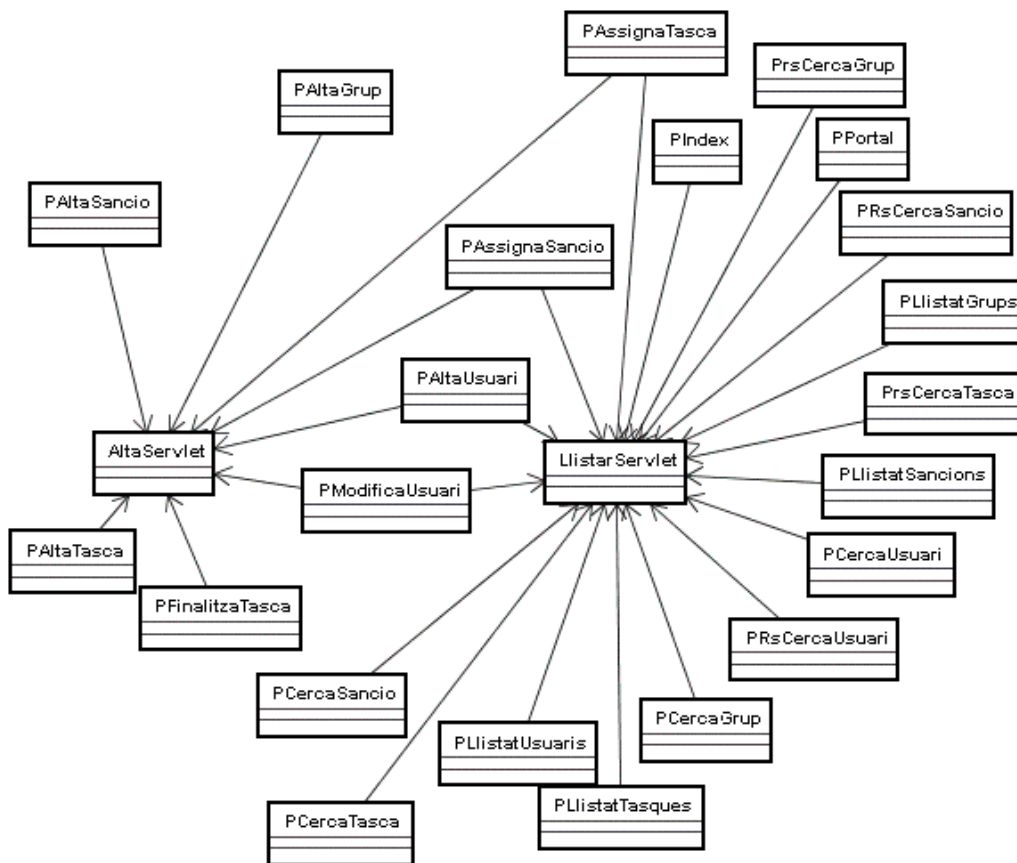 PAssignaTasca
PrsCercaGrup
PAltaGrup
PIndex
PPortal
PAltaSancio
PRsCercaSancio
PAssignaSancio
PLlistatGrups
PAltaUsuari
PrsCercaTasca
AltaServlet
LlistarServlet
PLlistatSancions
PModificaUsuari
PAltaTasca
PCercaUsuari
PFinalitzaTasca
PRsCercaUsuari
PCercaSancio
PCercaGrup
PLlistatUsuaris
PLlistatTasques
PCercaTasca